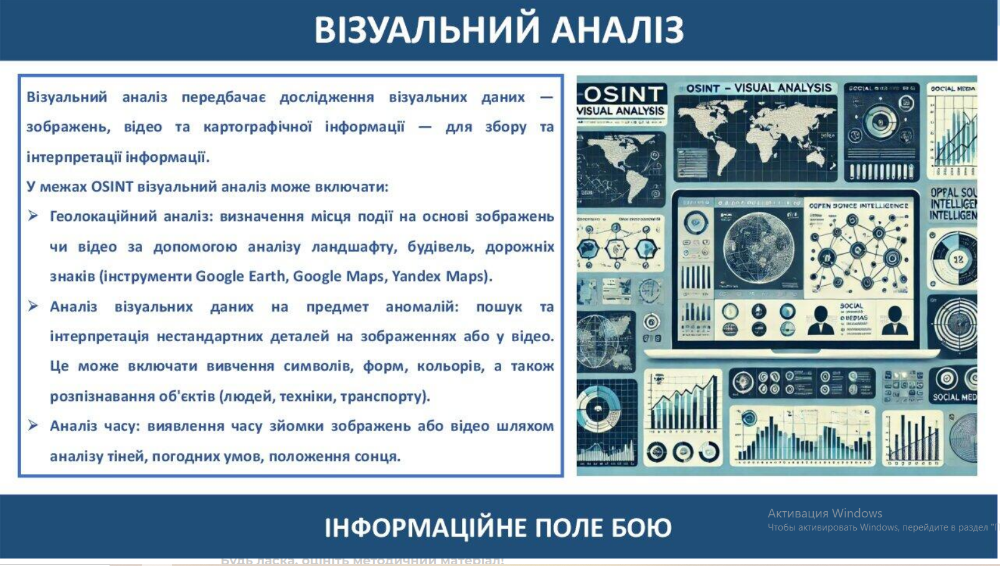 ВІЗУАЛЬНИЙ АНАЛІЗ
Візуальний аналіз передбачає дослідження візуальних даних —
зображень, відео та картографічної інформації — для збору та
інтерпретації інформації.
У межах OSINT візуальний аналіз може включати:
➢ Геолокаційний аналіз: визначення місця події на основі зображень
чи відео за допомогою аналізу ландшафту, будівель, дорожніх
знаків (інструменти Google Earth, Google Maps, Yandex Maps).
➢ Аналіз візуальних даних на предмет аномалій: пошук та
інтерпретація нестандартних деталей на зображеннях або у відео.
Це може включати вивчення символів, форм, кольорів, а також
розпізнавання об'єктів (людей, техніки, транспорту).
➢ Аналіз часу: виявлення часу зйомки зображень або відео шляхом
аналізу тіней, погодних умов, положення сонця.
OSINT
VISUAL ANALYSIS
OSINT – VISUAL ANALYSIS
SOCIAL MEDIA
OPPAL SOU
INTELLIGEN
INTELLIGEN
OOPEN SONCE INTELLIGENCE
12
SOCIAL
SOCIAL MED
ІНФОРМАЦІЙНЕ ПОЛЕ БОЮ
Активация Windows
Чтобы активировать Windows, перейдите в раздел "П
Будь ласка, оцініть методичний матеріал!